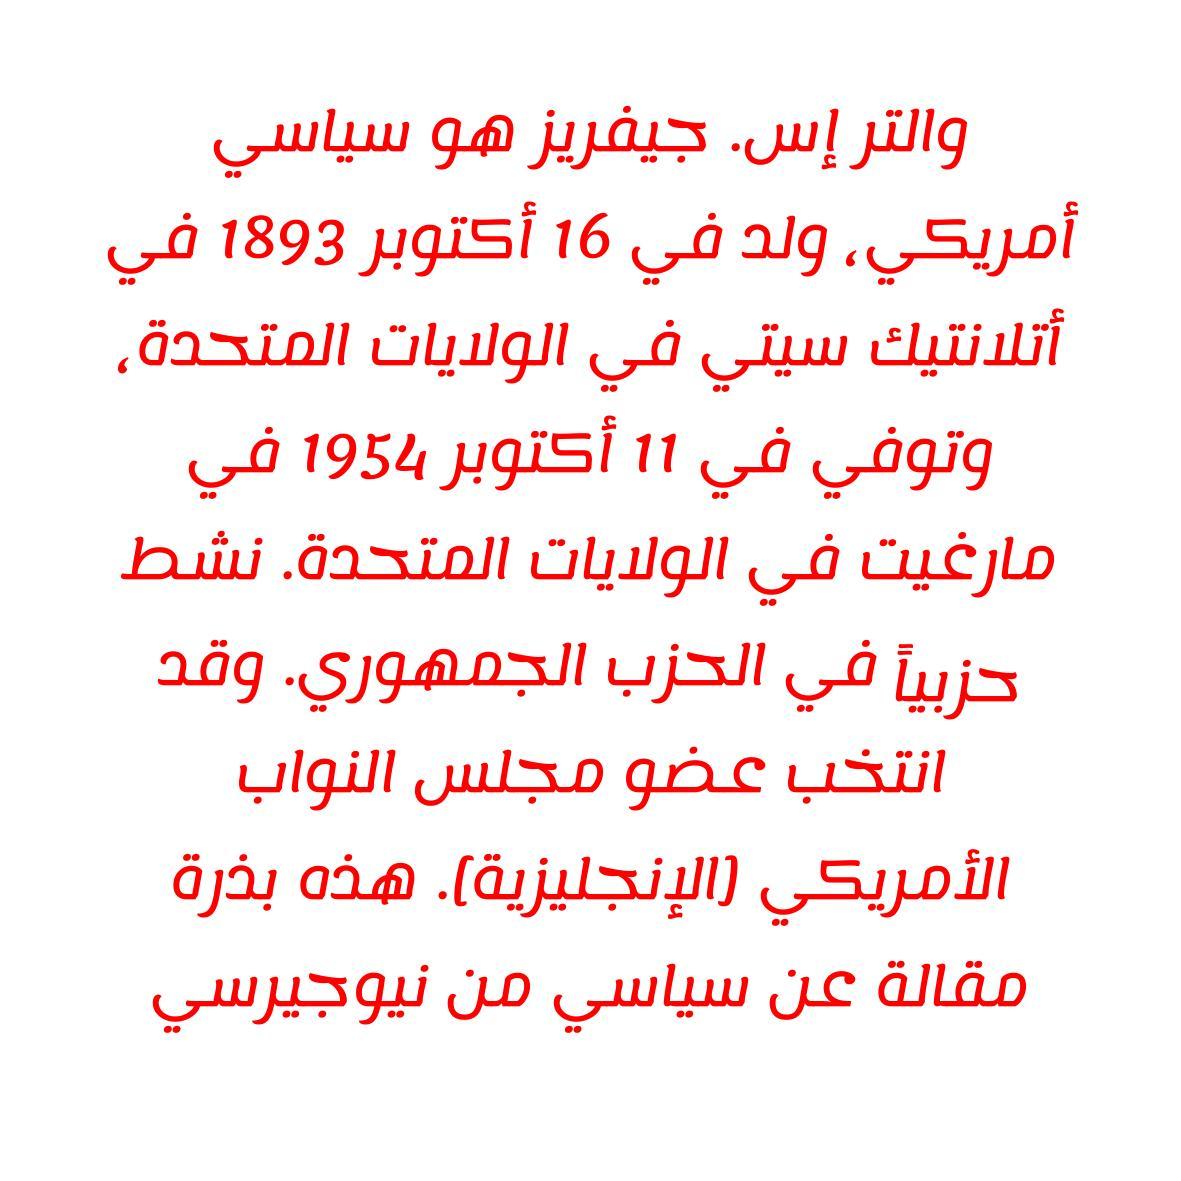 والتر إس. جيفريز هو سياسي
أمريكي، ولد في 16 أكتوبر 1893 في
أتلانتيك سيتي في الولايات المتحدة،
وتوفي في 11 أكتوبر 1954 في
مارغيت في الولايات المتحدة. نشط
حزبياً في الحزب الجمهوري. وقد
انتخب عضو مجلس النواب
الأمريكي (الإنجليزية). هذه بذرة
مقالة عن سياسي من نيوجيرسي